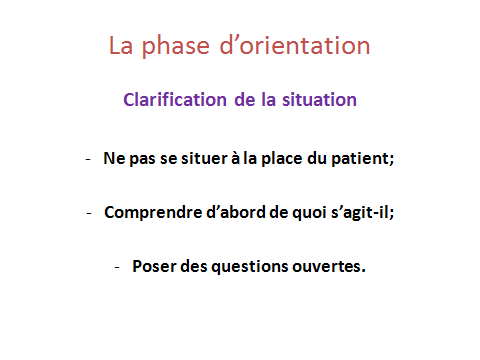 La phase d’orientation
Clarification de la situation
- Ne pas se situer à la place du patient;
- Comprendre d’abord de quoi s’agit-il;
- Poser des questions ouvertes.